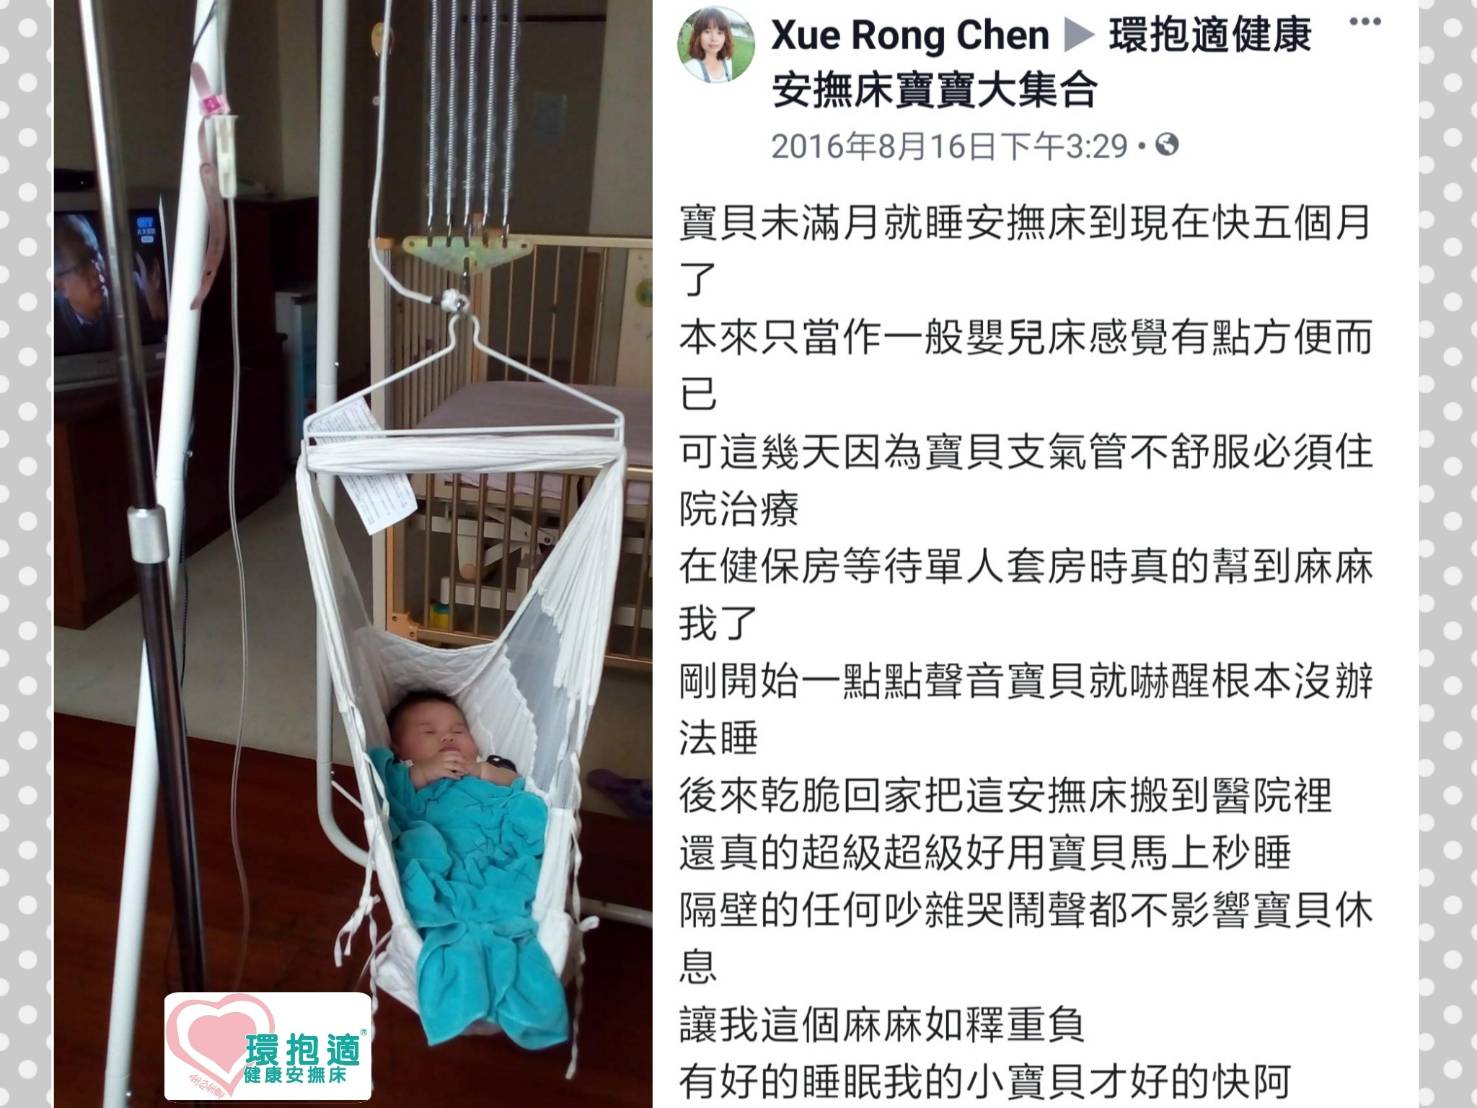 Xue Rong Chen ▶ 環抱適健康
安撫床寶寶大集合
2016年8月16日下午3:29
寶貝未滿月就睡安撫床到現在快五個月
了
本來只當作一般嬰兒床感覺有點方便而
已
可這幾天因為寶貝支氣管不舒服必須住
院治療
在健保房等待單人套房時真的幫到麻麻
我了
剛開始一點點聲音寶貝就嚇醒根本沒辦
法睡
後來乾脆回家把這安撫床搬到醫院裡
還真的超級超級好用寶貝馬上秒睡
隔壁的任何吵雜哭鬧聲都不影響寶貝休
息
讓我這個麻麻如釋重負
有好的睡眠我的小寶貝才好的快阿
環抱適®
健康安撫床